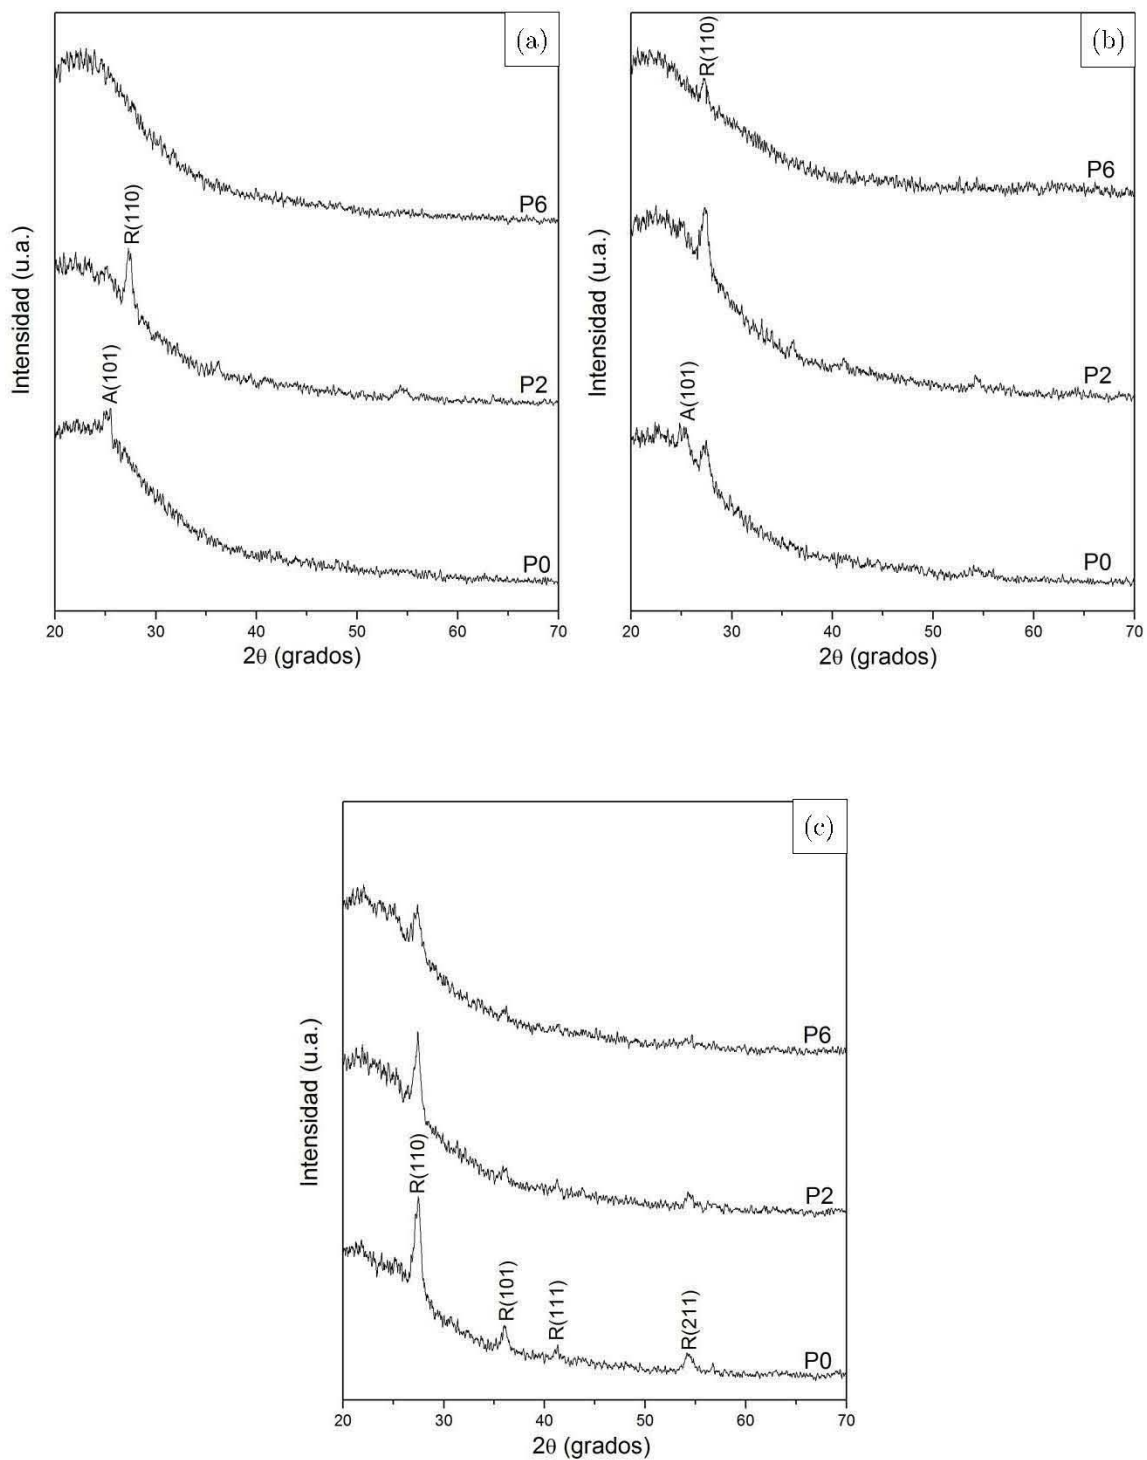 (a)
R(110)
P6
A(101)
P2
P0
Intensidad (u.a.)
20 30 40 50 60 70
2θ (grados)
(b)
R(110)
P6
P2
A(101)
P0
Intensidad (u.a.)
20 30 40 50 60 70
2θ (grados)
(c)
P6
R(110)
P2
R(101)
R(111)
R(211)
P0
Intensidad (u.a.)
20 30 40 50 60 70
2θ (grados)